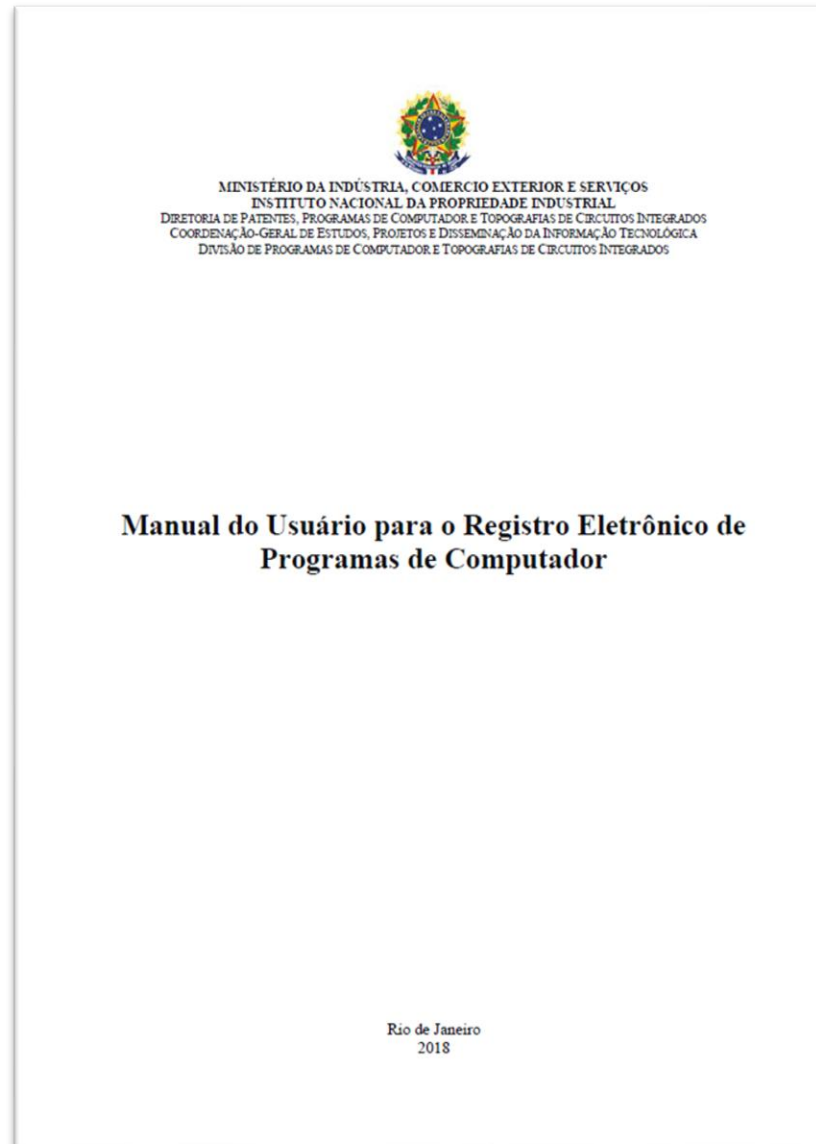 MINISTÉRIO DA INDÚSTRIA, COMERCIO EXTERIOR E SERVIÇOS
INSTITUTO NACIONAL DA PROPRIEDADE INDUSTRIAL
DIRETORIA DE PATENTES, PROGRAMAS DE COMPUTADOR E TOPOGRAFIAS DE CIRCUITOS INTEGRADOS
COORDENAÇÃO-GERAL DE ESTUDOS, PROJETOS E DISSEMINAÇÃO DA INFORMAÇÃO TECNOLÓGICA
DIVISÃO DE PROGRAMAS DE COMPUTADOR E TOPOGRAFIAS DE CIRCUITOS INTEGRADOS
Manual do Usuário para o Registro Eletrônico de
Programas de Computador
Rio de Janeiro
2018